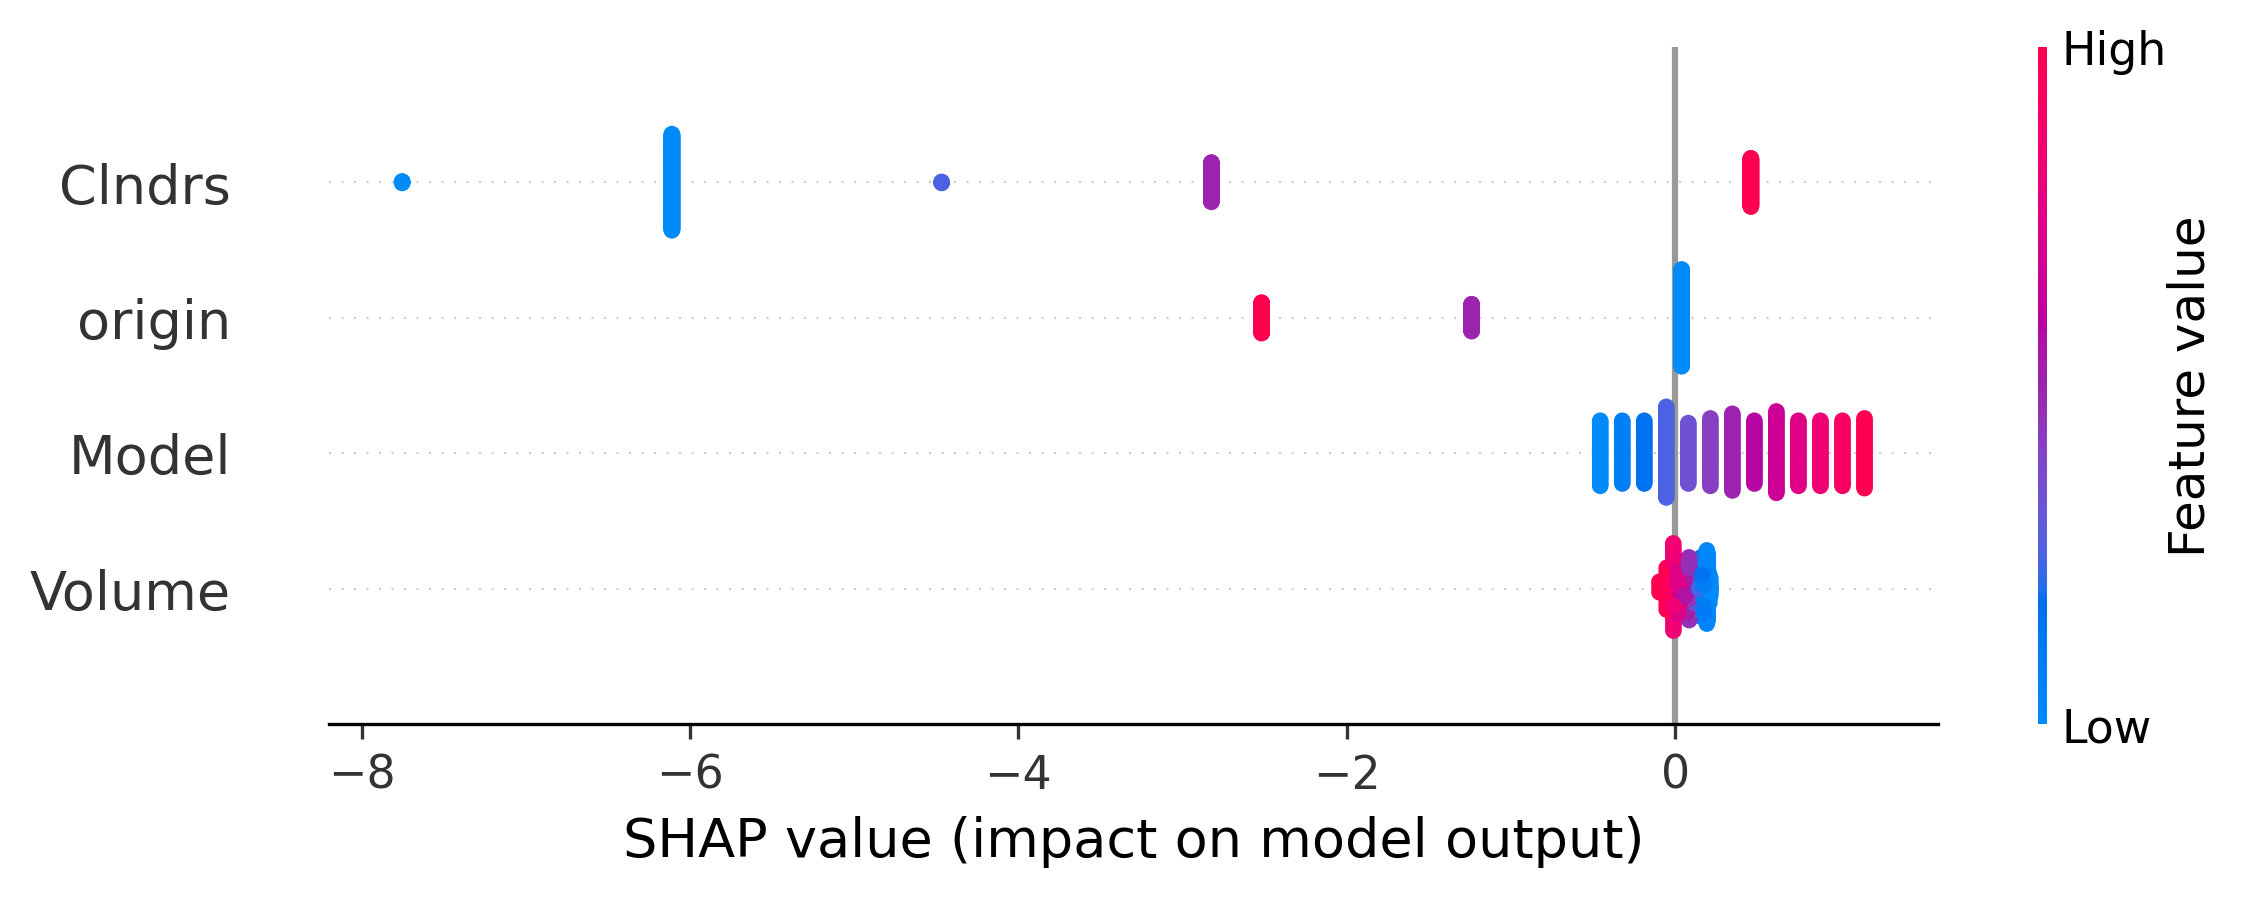 High
Clndrs
origin
Model
Volume
Feature value
Low
−8 −6 −4 −2 0
SHAP value (impact on model output)